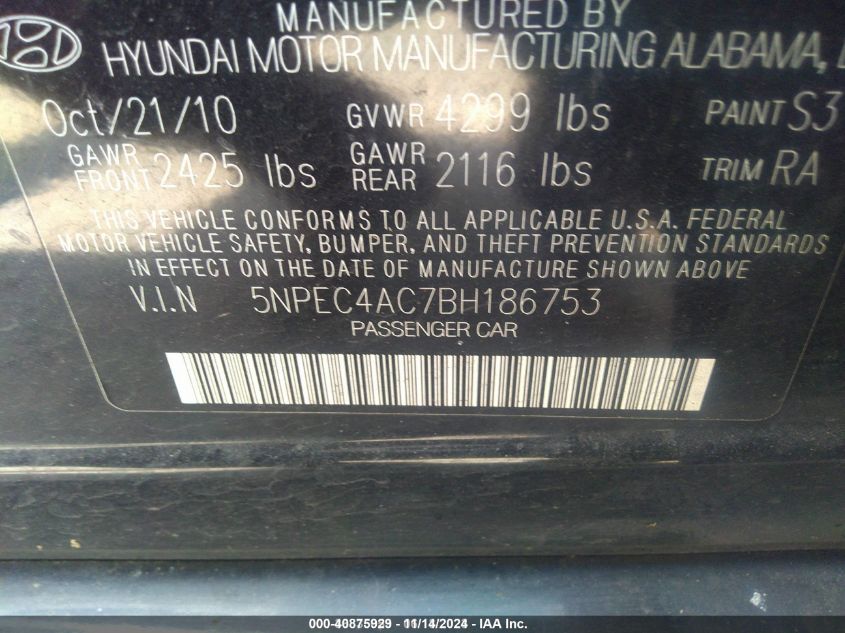 MANUFACTURED BY
HYUNDAI MOTOR MANUFACTURING ALABAMA,
Oct/21/10 GVWR 4299 lbs PAINT S3
GAWR FRONT 2425 lbs GAWR REAR 2116 lbs TRIM RA
THIS VEHICLE CONFORMS TO ALL APPLICABLE U.S.A. FEDERAL
MOTOR VEHICLE SAFETY, BUMPER, AND THEFT PREVENTION STANDARDS
IN EFFECT ON THE DATE OF MANUFACTURE SHOWN ABOVE
V.I.N 5NPEC4AC7BH186753
PASSENGER CAR
000-40875929 - 11/14/2024 - IAA Inc.